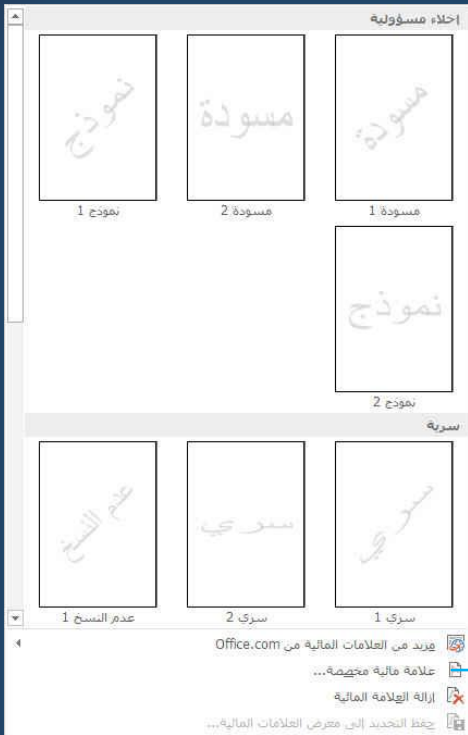 إخلاء مسؤولية
مسودة
مسودة
نموذج
مسودة 1
مسودة 2
نموذج 1
نموذج
نموذج 2
سرية
سري
سري
عدم النسخ
سري 1
سري 2
عدم النسخ 1
مزيد من العلامات المائية من Office.com
علامة مائية مخصصة...
إزالة العلامة المائية
حفظ التحديد إلى معرض العلامات المائية...